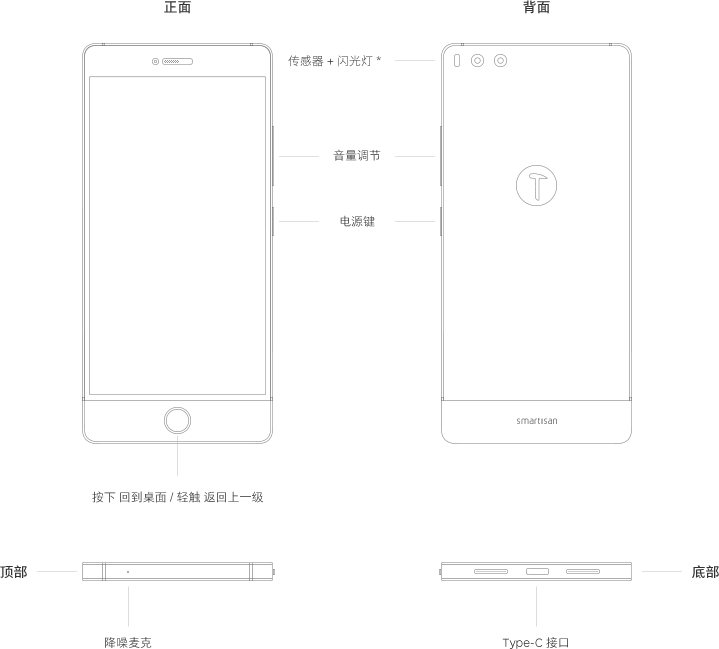 正面
背面
传感器 + 闪光灯 *
音量调节
电源键
smartisan
按下 回到桌面 / 轻触 返回上一级
顶部
底部
降噪麦克
Type-C 接口